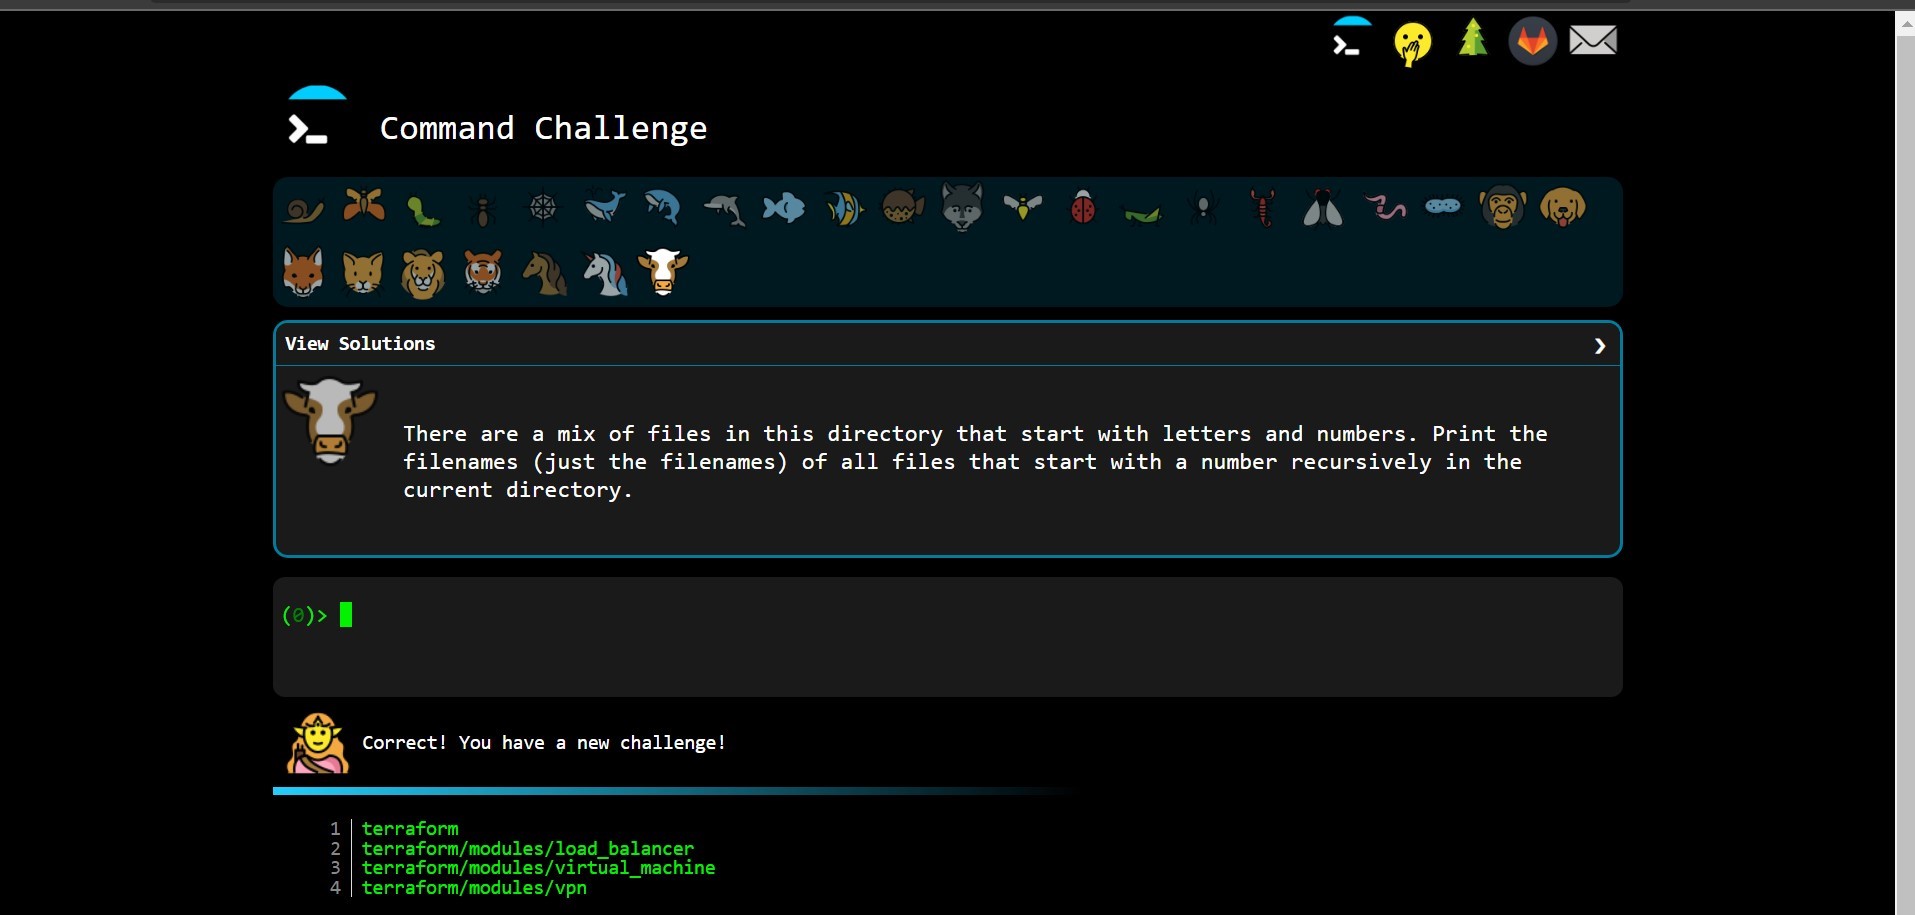 Command Challenge
View Solutions
There are a mix of files in this directory that start with letters and numbers. Print the
filenames (just the filenames) of all files that start with a number recursively in the
current directory.
(0)>
Correct! You have a new challenge!
1 terraform
2 terraform/modules/load_balancer
3 terraform/modules/virtual_machine
4 terraform/modules/vpn